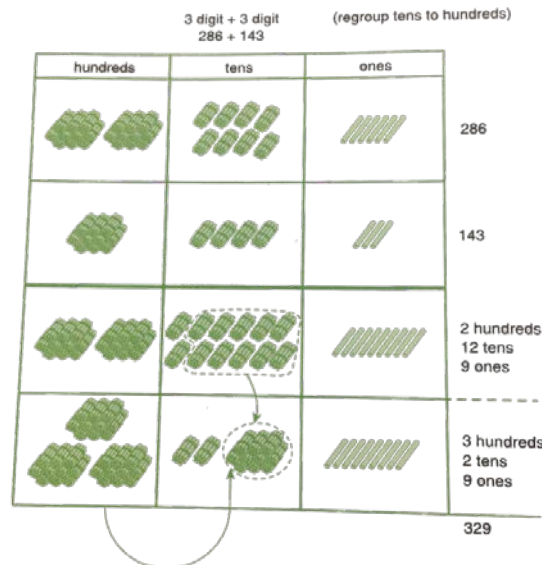 3 digit + 3 digit
286 + 143
(regroup tens to hundreds)
hundreds
tens
ones
286
143
2 hundreds
12 tens
9 ones
3 hundreds
2 tens
9 ones
329